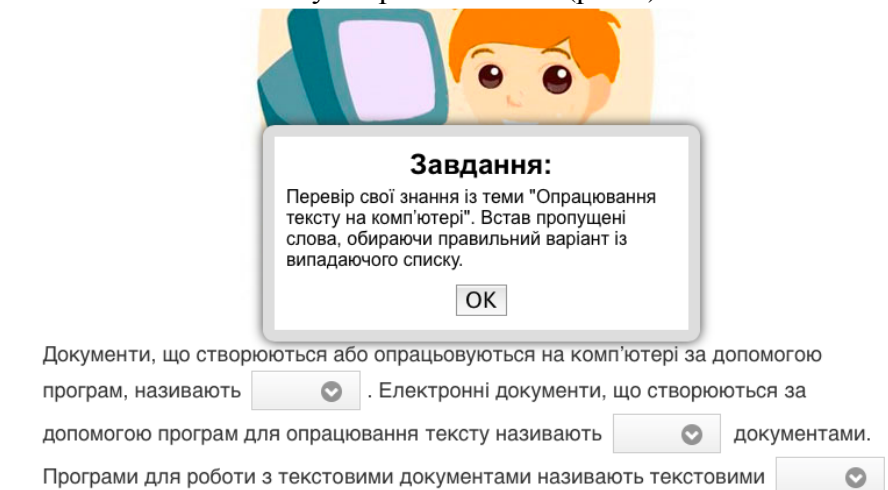 Завдання:
Перевір свої знання із теми "Опрацювання
тексту на комп'ютері". Встав пропущені
слова, обираючи правильний варіант із
випадаючого списку.
OK
Документи, що створюються або опрацьовуються на комп’ютері за допомогою
програм, називають . Електронні документи, що створюються за
допомогою програм для опрацювання тексту називають документами.
Програми для роботи з текстовими документами називають текстовими